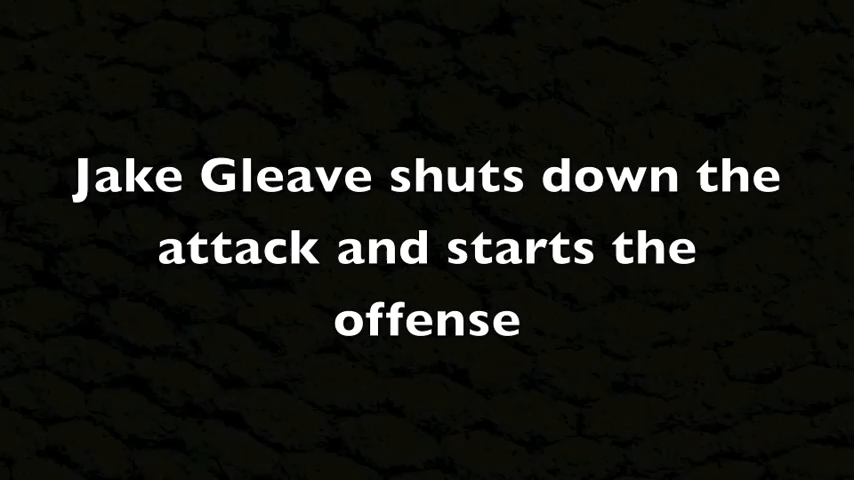 Jake Gleave shuts down the
attack and starts the
offense